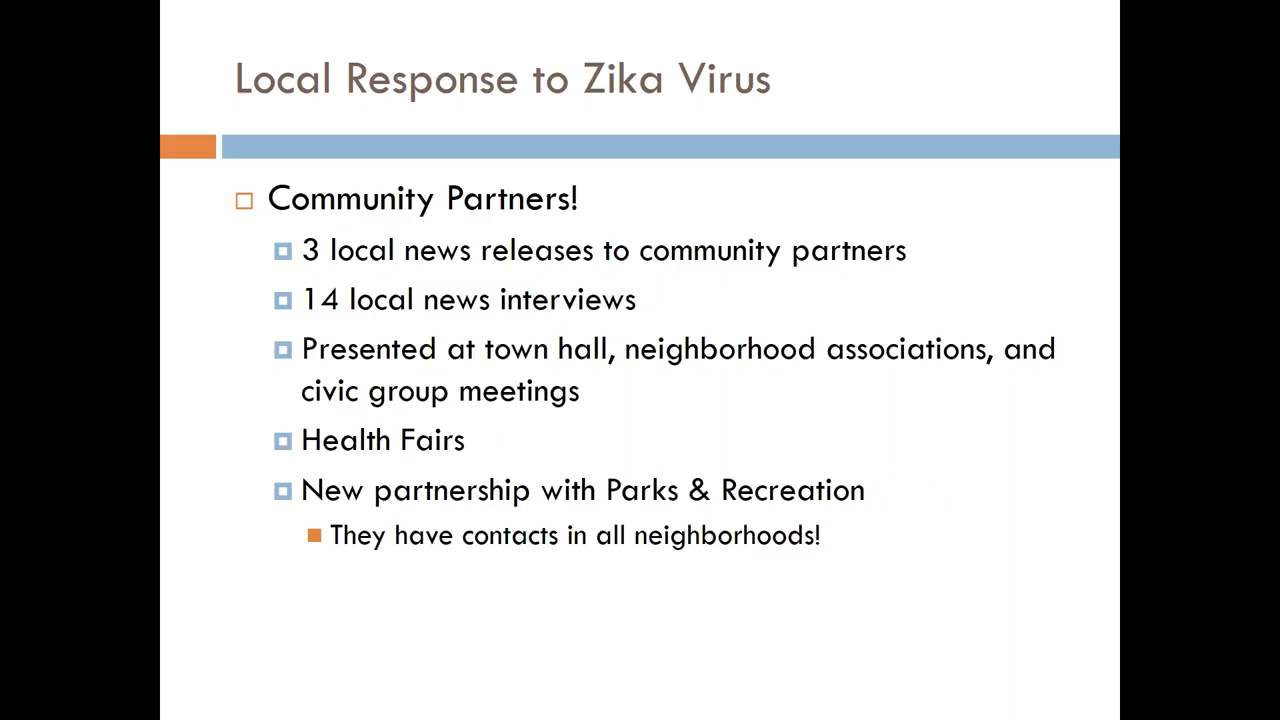 Local Response to Zika Virus
Community Partners!
3 local news releases to community partners
14 local news interviews
Presented at town hall, neighborhood associations, and
civic group meetings
Health Fairs
New partnership with Parks & Recreation
They have contacts in all neighborhoods!